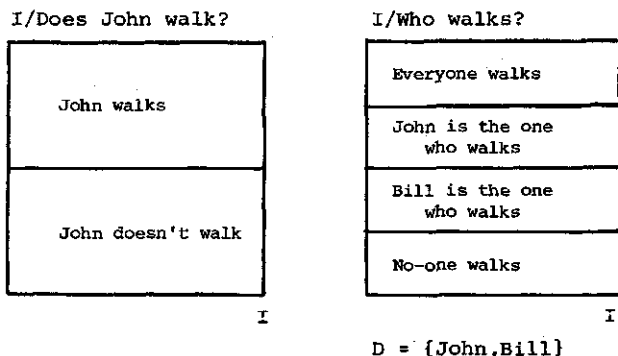 I/Does John walk?
John walks
John doesn't walk
I
I/Who walks?
Everyone walks
John is the one
who walks
Bill is the one
who walks
No-one walks
I
D = {John,Bill}